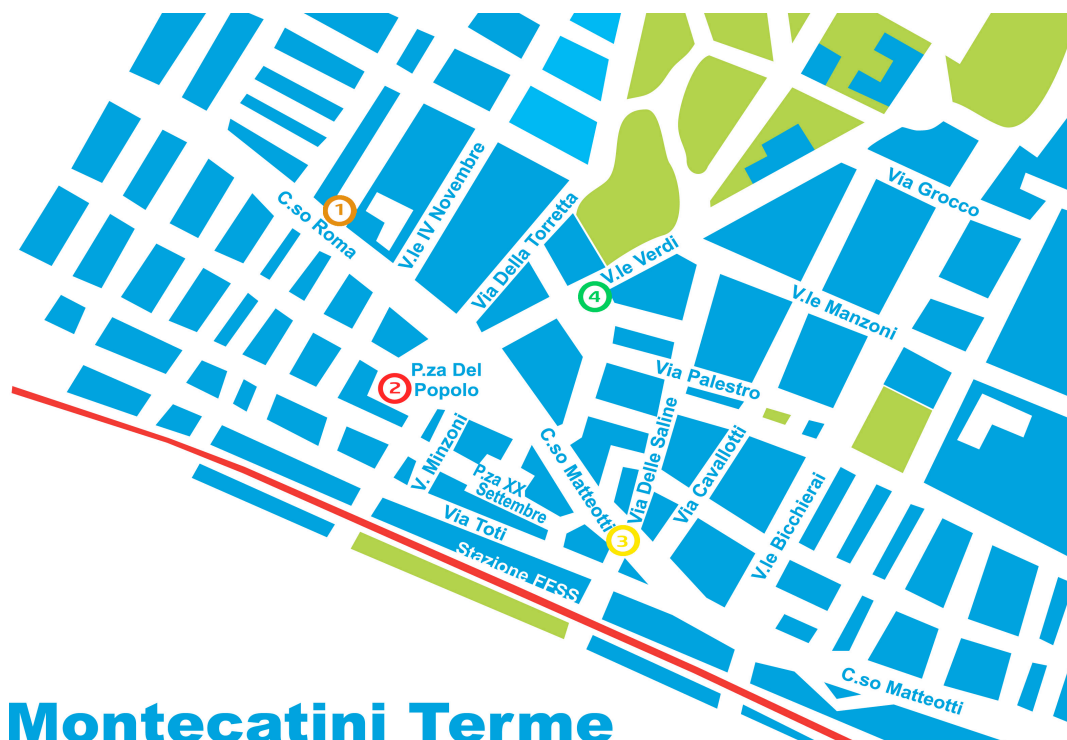 Via Grocco
C.so Roma
1
V.le IV Novembre
Via Della Torretta
V.le Verdi
4
V.le Manzoni
P.za Del
Popolo
2
Via Palestro
V. Minzoni
C.so Matteotti
Via Delle Saline
Via Cavallotti
P.za XX
Settembre
V.le Bicchierai
Via Toti
3
Stazione FFSS
C.so Matteotti
Montecatini Terme